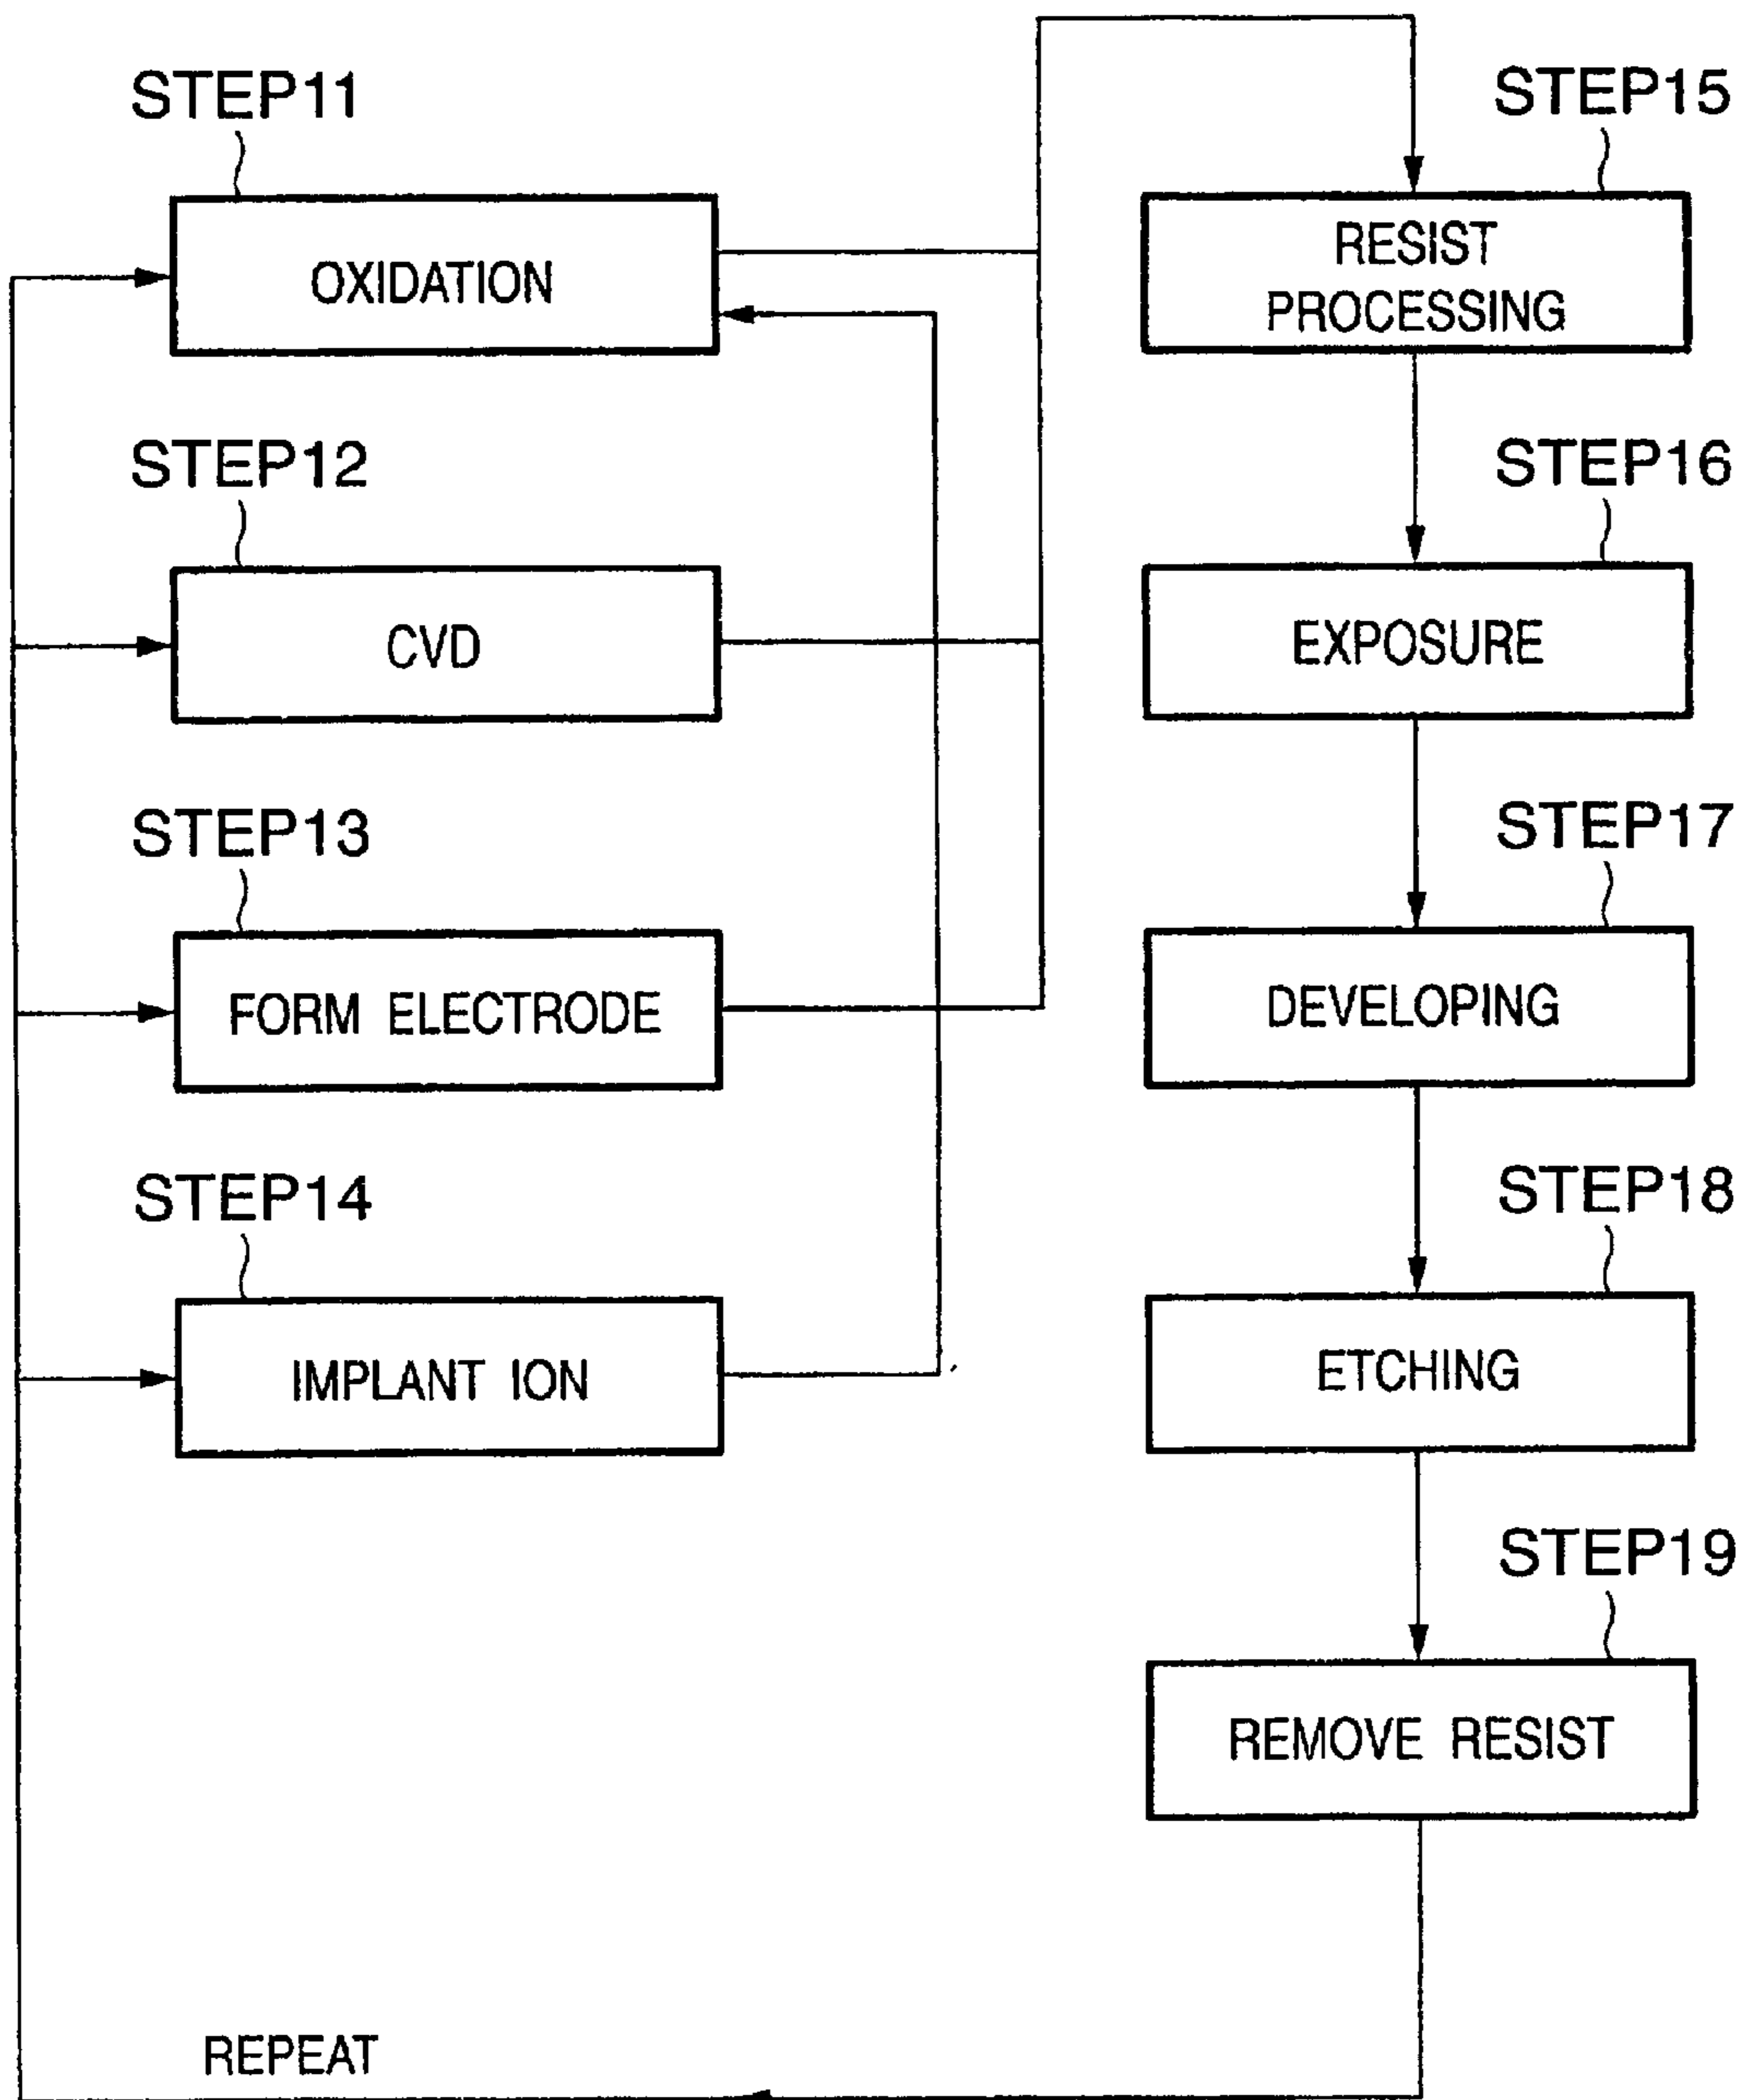 STEP11
OXIDATION
STEP12
CVD
STEP13
FORM ELECTRODE
STEP14
IMPLANT ION
STEP15
RESIST
PROCESSING
STEP16
EXPOSURE
STEP17
DEVELOPING
STEP18
ETCHING
STEP19
REMOVE RESIST
REPEAT